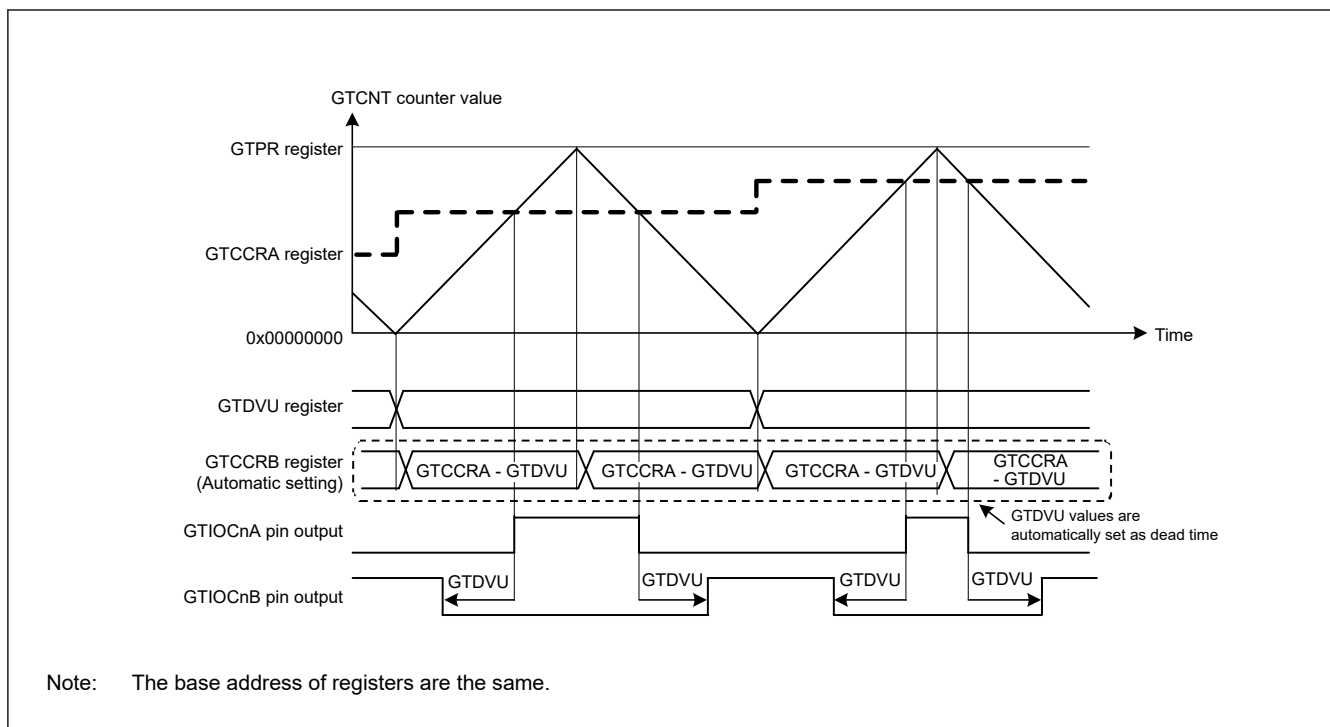 GTCNT counter value
GTPR register
GTCCRA register
0x00000000
Time
GTDVU register
GTCCRB register
(Automatic setting)
GTCCRA - GTDVU
GTCCRA - GTDVU
GTCCRA - GTDVU
GTCCRA
- GTDVU
GTIOCnA pin output
GTDVU values are
automatically set as dead time
GTIOCnB pin output
GTDVU
GTDVU
GTDVU
GTDVU
Note: The base address of registers are the same.